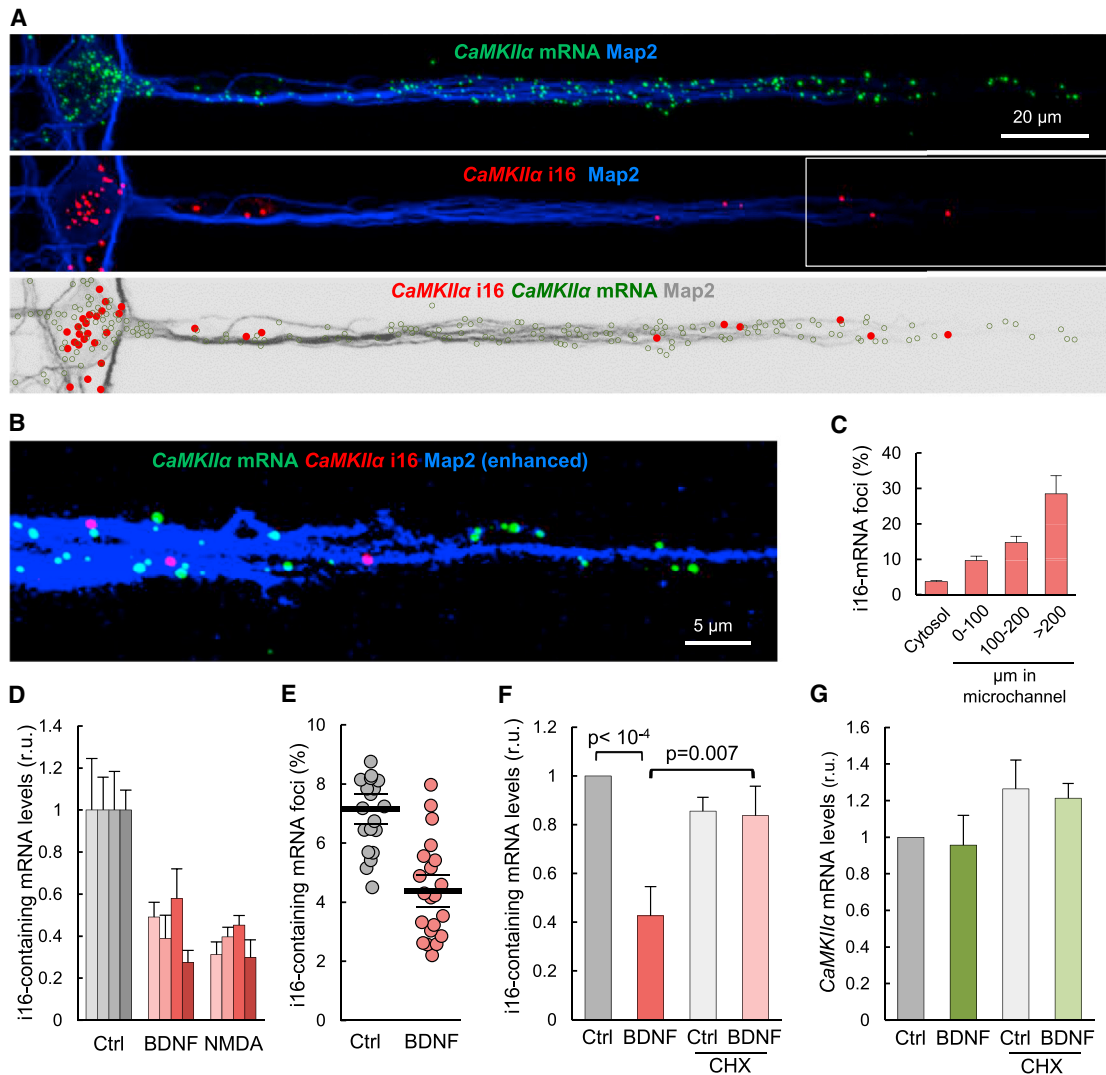 A
CaMKIIα mRNA Map2
20 µm
CaMKIIα i16 Map2
CaMKIIα i16 CaMKIIα mRNA Map2
B
CaMKIIα mRNA CaMKIIα i16 Map2 (enhanced)
5 µm
C
i16-mRNA foci (%)
40
30
20
10
0
Cytosol
0-100
100-200
>200
µm in
microchannel
D
i16-containing mRNA levels (r.u.)
1.4
1.2
1
0.8
0.6
0.4
0.2
0
Ctrl BDNF NMDA
E
i16-containing mRNA foci (%)
10
8
6
4
2
0
Ctrl BDNF
F
i16-containing mRNA levels (r.u.)
1.2
1
0.8
0.6
0.4
0.2
0
p< 10-4
p=0.007
Ctrl BDNF Ctrl BDNF
CHX
G
CaMKIIα mRNA levels (r.u.)
1.6
1.4
1.2
1
0.8
0.6
0.4
0.2
0
Ctrl BDNF Ctrl BDNF
CHX